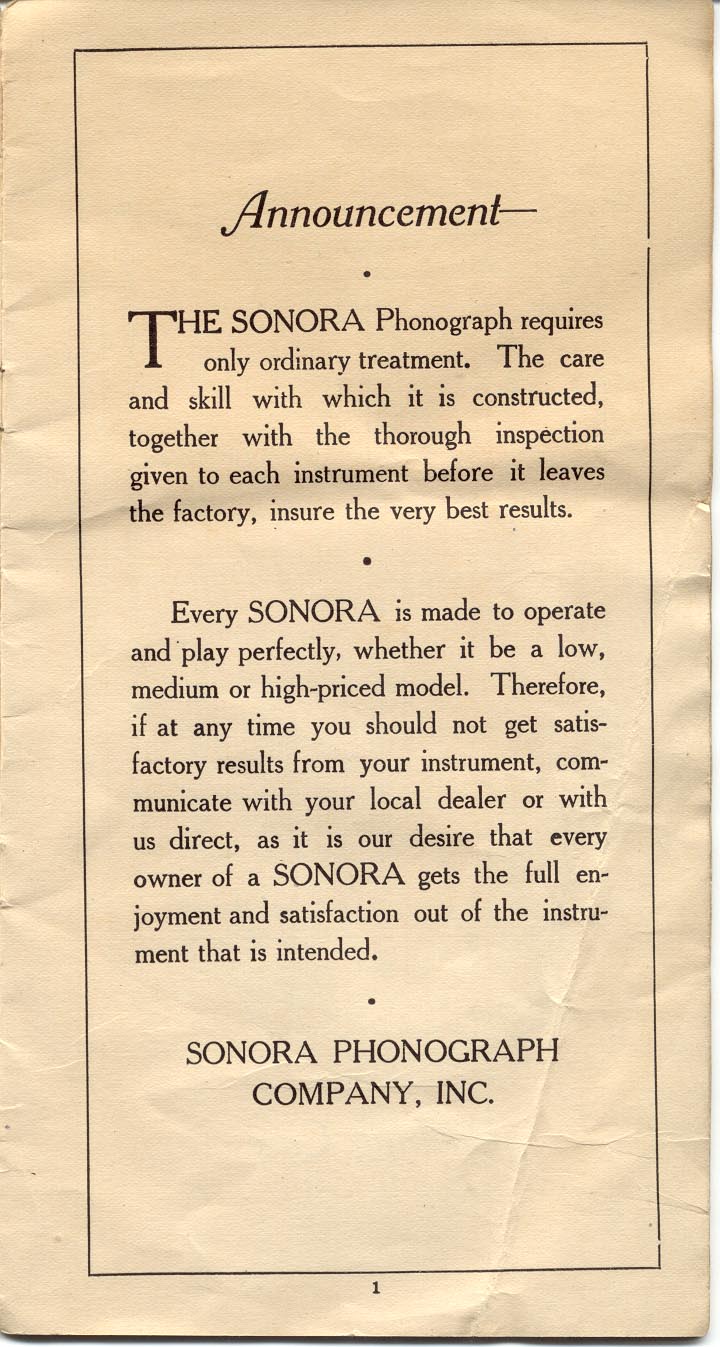 Announcement—
THE SONORA Phonograph requires
only ordinary treatment. The care
and skill with which it is constructed,
together with the thorough inspection
given to each instrument before it leaves
the factory, insure the very best results.
Every SONORA is made to operate
and play perfectly, whether it be a low,
medium or high-priced model. Therefore,
if at any time you should not get satis-
factory results from your instrument, com-
municate with your local dealer or with
us direct, as it is our desire that every
owner of a SONORA gets the full en-
joyment and satisfaction out of the instru-
ment that is intended.
SONORA PHONOGRAPH
COMPANY, INC.
1